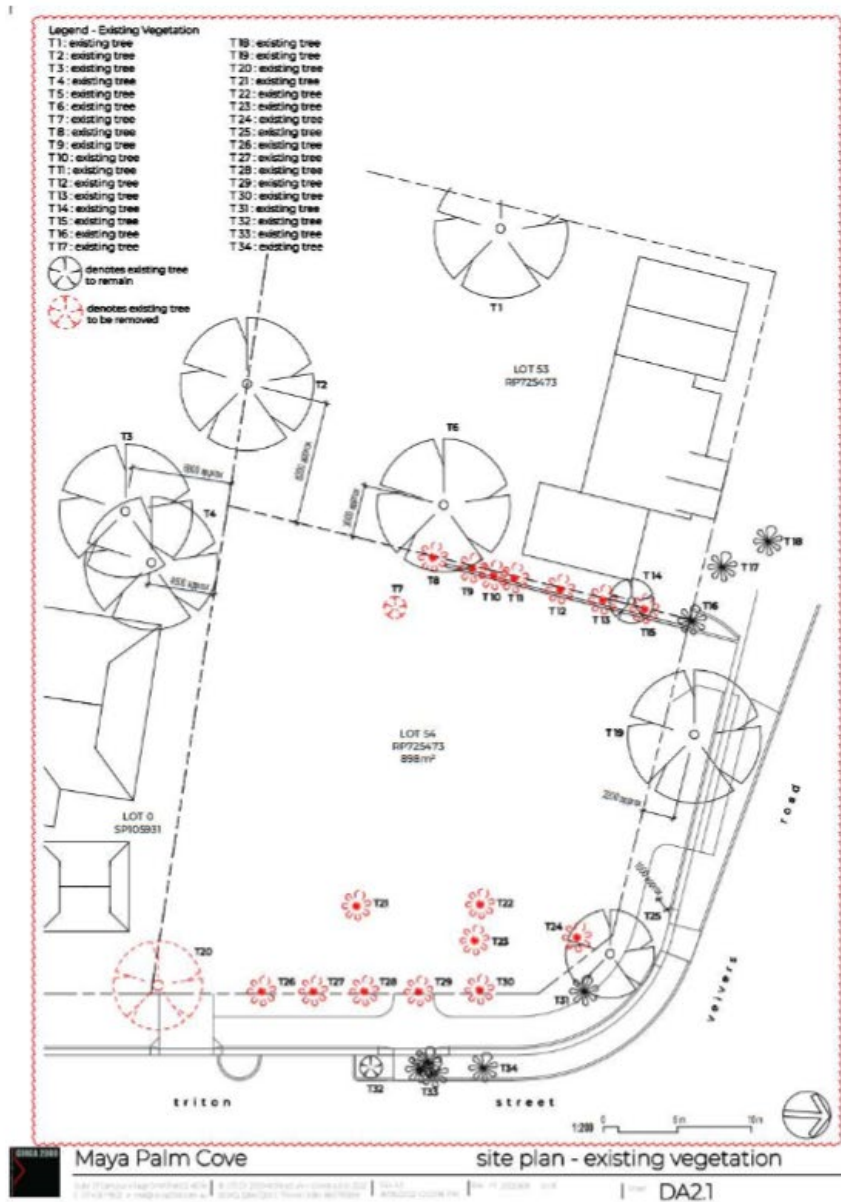 Legend - Existing Vegetation
T1 : existing tree
T2 : existing tree
T3 : existing tree
T4 : existing tree
T5 : existing tree
T6 : existing tree
T7 : existing tree
T8 : existing tree
T9 : existing tree
T10 : existing tree
T11 : existing tree
T12 : existing tree
T13 : existing tree
T14 : existing tree
T15 : existing tree
T16 : existing tree
T17 : existing tree
T18 : existing tree
T19 : existing tree
T20 : existing tree
T21 : existing tree
T22 : existing tree
T23 : existing tree
T24 : existing tree
T25 : existing tree
T26 : existing tree
T27 : existing tree
T28 : existing tree
T29 : existing tree
T30 : existing tree
T31 : existing tree
T32 : existing tree
T33 : existing tree
T34 : existing tree
denotes existing tree
to remain
denotes existing tree
to be removed
T1
LOT 53
RP725473
T2
T3
T6
approx
approx
approx
T4
approx
T18
T17
T14
T8
T9
T10
T11
T12
T13
T15
T16
T7
T19
LOT 54
RP725473
898m²
approx
road
LOT 0
SP105931
T21
T22
T23
T24
T25
T20
T26
T27
T28
T29
T30
T31
veivers
T32
T33
T34
triton
street
1:200
0
5m
10m
Maya Palm Cove
site plan - existing vegetation
DA2.1